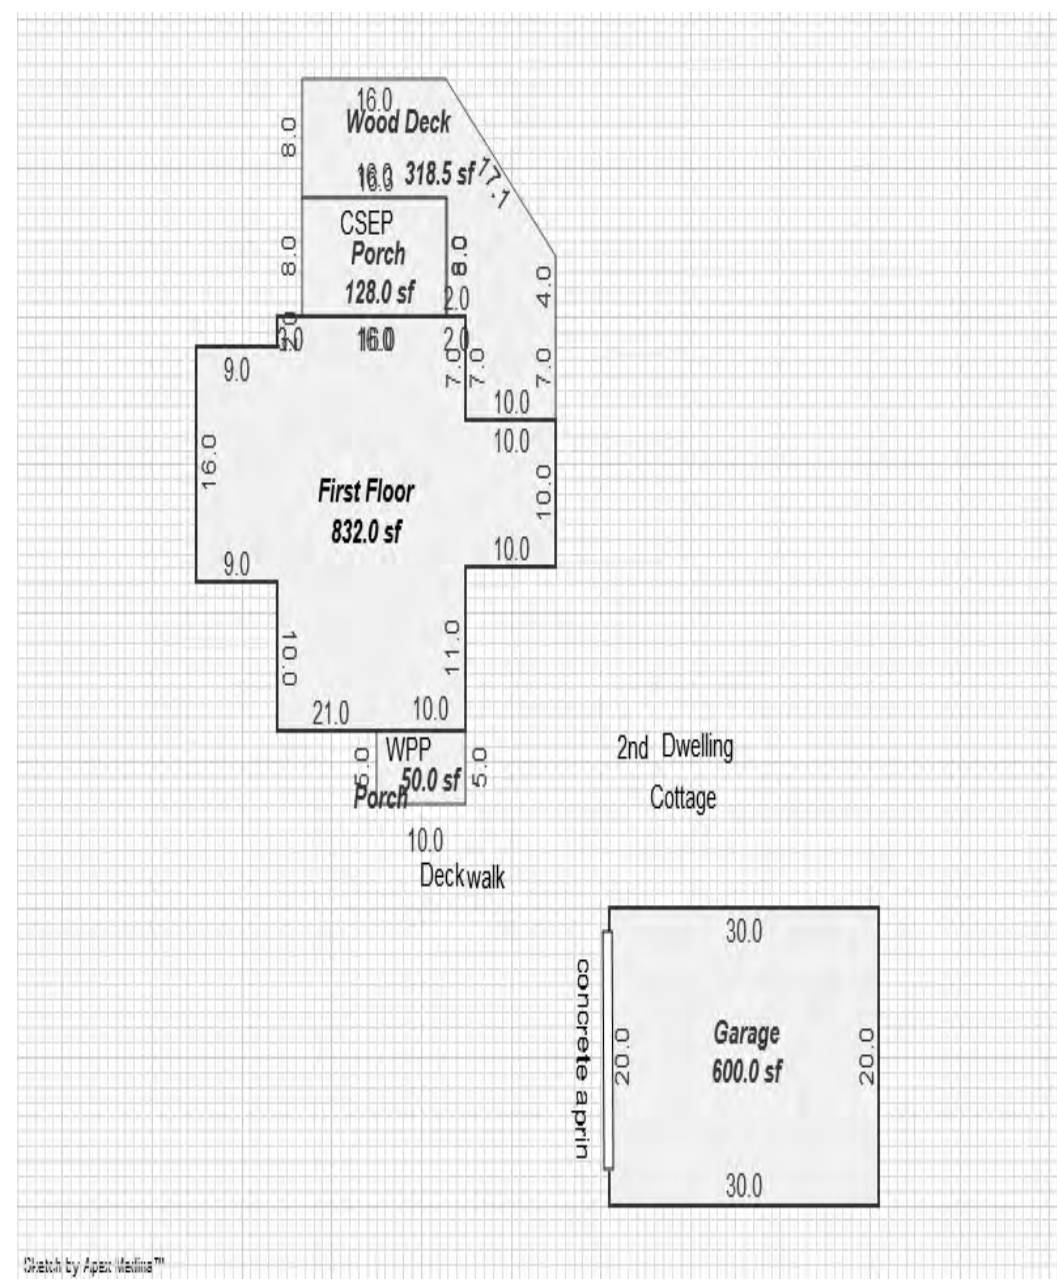 16.0
Wood Deck
8.0
318.5 sf
17.1
16.0
CSEP
Porch
128.0 sf
8.0
8.0
4.0
2.0
16.0
2.0
9.0
7.0
7.0
7.0
10.0
10.0
16.0
First Floor
832.0 sf
10.0
10.0
9.0
10.0
11.0
21.0
10.0
WPP
50.0 sf
Porch
5.0
5.0
10.0
Deckwalk
2nd Dwelling
Cottage
30.0
concrete aprin
Garage
600.0 sf
20.0
20.0
30.0
Sketch by Apex Medina™